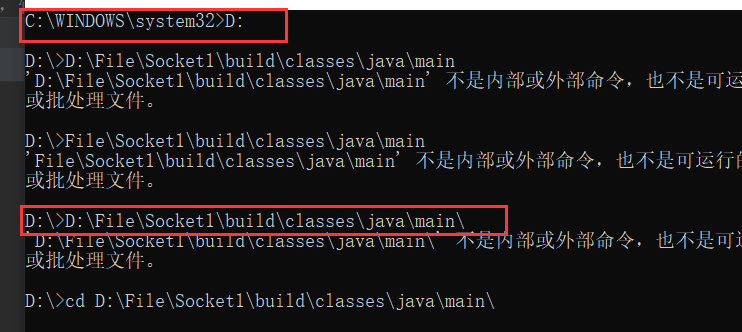 C:\WINDOWS\system32>D:
D:\>D:\File\Socket1\build\classes\java\main
'D:\File\Socket1\build\classes\java\main' 不是内部或外部命令，也不是可运
或批处理文件。
D:\>File\Socket1\build\classes\java\main
'File\Socket1\build\classes\java\main' 不是内部或外部命令，也不是可运行的
或批处理文件。
D:\>D:\File\Socket1\build\classes\java\main\
'D:\File\Socket1\build\classes\java\main\' 不是内部或外部命令，也不是可运
或批处理文件。
D:\>cd D:\File\Socket1\build\classes\java\main\